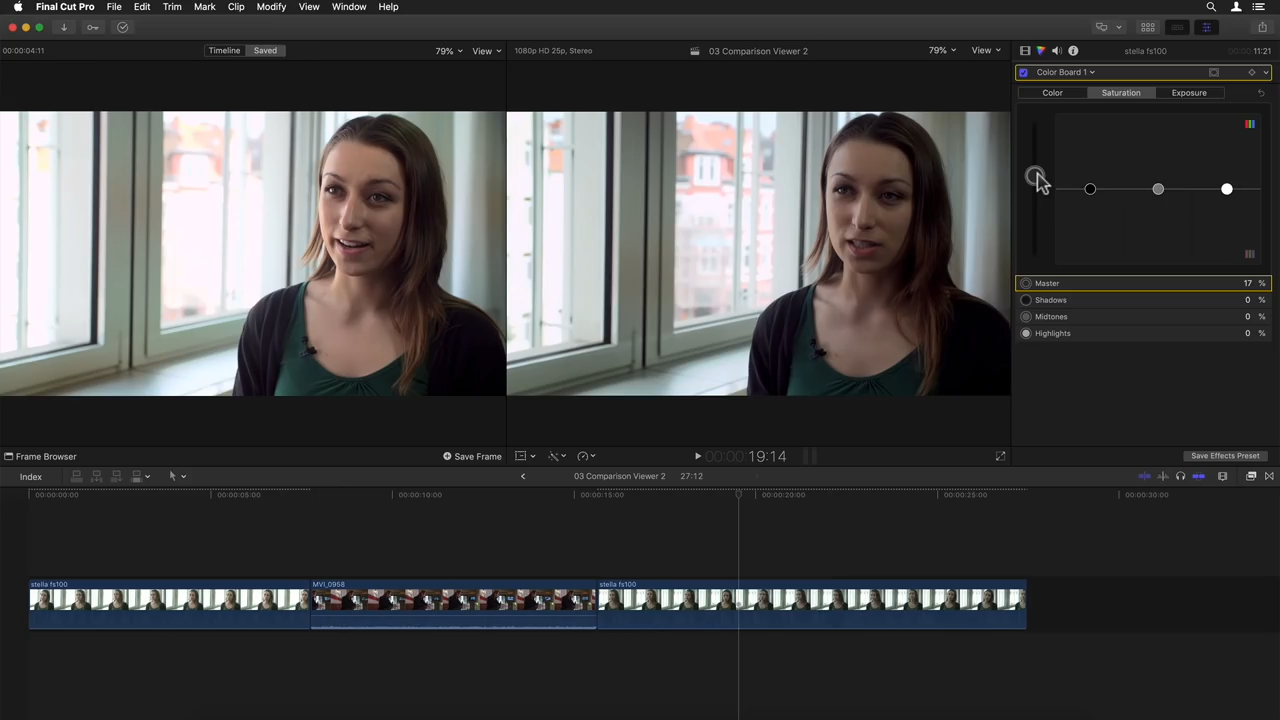 Final Cut Pro File Edit Trim Mark Clip Modify View Window Help
00:00:04:11 Timeline Saved 79% View 1080p HD 25p, Stereo 03 Comparison Viewer 2 79% View stella fs100 00:00 11:21
Color Board 1
Color Saturation Exposure
Master 17 %
Shadows 0 %
Midtones 0 %
Highlights 0 %
Frame Browser Save Frame 00:00:19:14 Save Effects Preset
Index 03 Comparison Viewer 2 27:12
00:00:00:00 00:00:05:00 00:00:10:00 00:00:15:00 00:00:20:00 00:00:25:00 00:00:30:00
stella fs100 MVI_0958 stella fs100